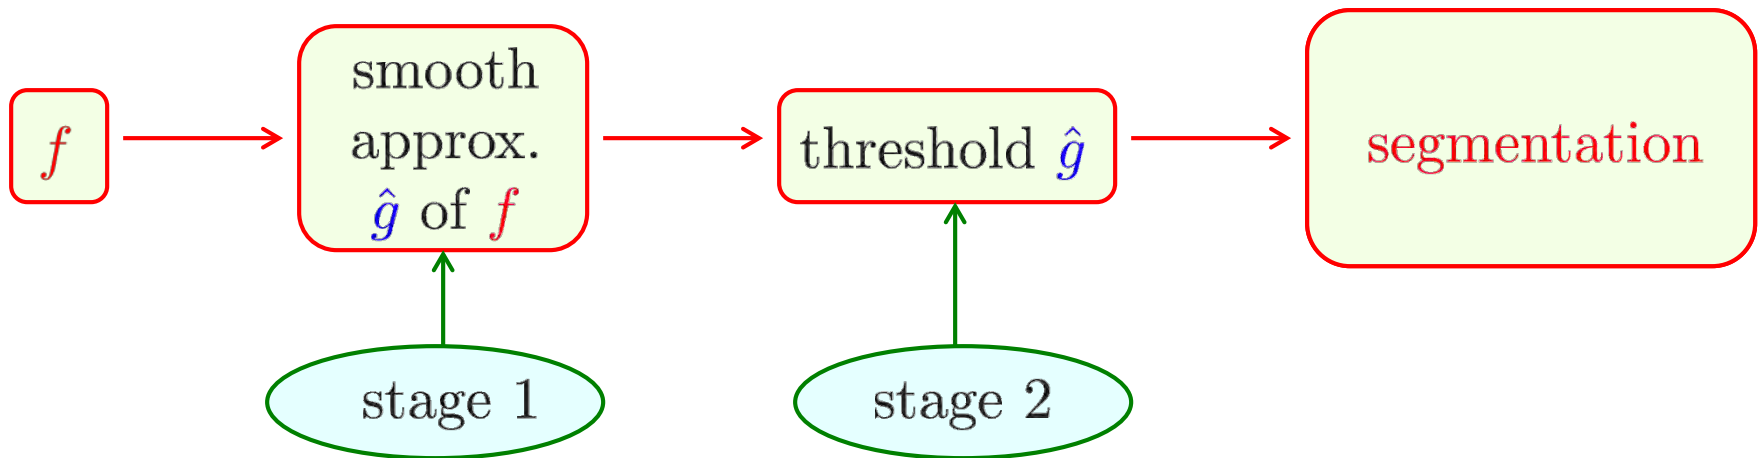 f
smooth
approx.
ĝ of f
threshold ĝ
segmentation
stage 1
stage 2